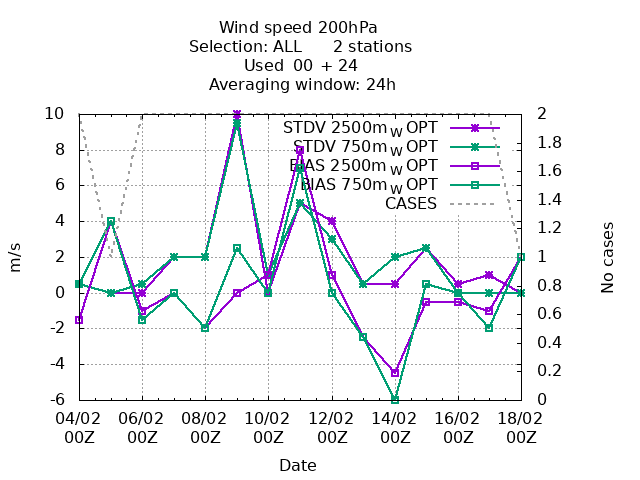 Wind speed 200hPa
Selection: ALL 2 stations
Used 00 + 24
Averaging window: 24h
STDV 2500m_W OPT
STDV 750m_W OPT
BIAS 2500m_W OPT
BIAS 750m_W OPT
CASES
10
8
6
4
2
0
-2
-4
-6
m/s
2
1.8
1.6
1.4
1.2
1
0.8
0.6
0.4
0.2
0
No cases
04/02 06/02 08/02 10/02 12/02 14/02 16/02 18/02
00Z 00Z 00Z 00Z 00Z 00Z 00Z 00Z
Date